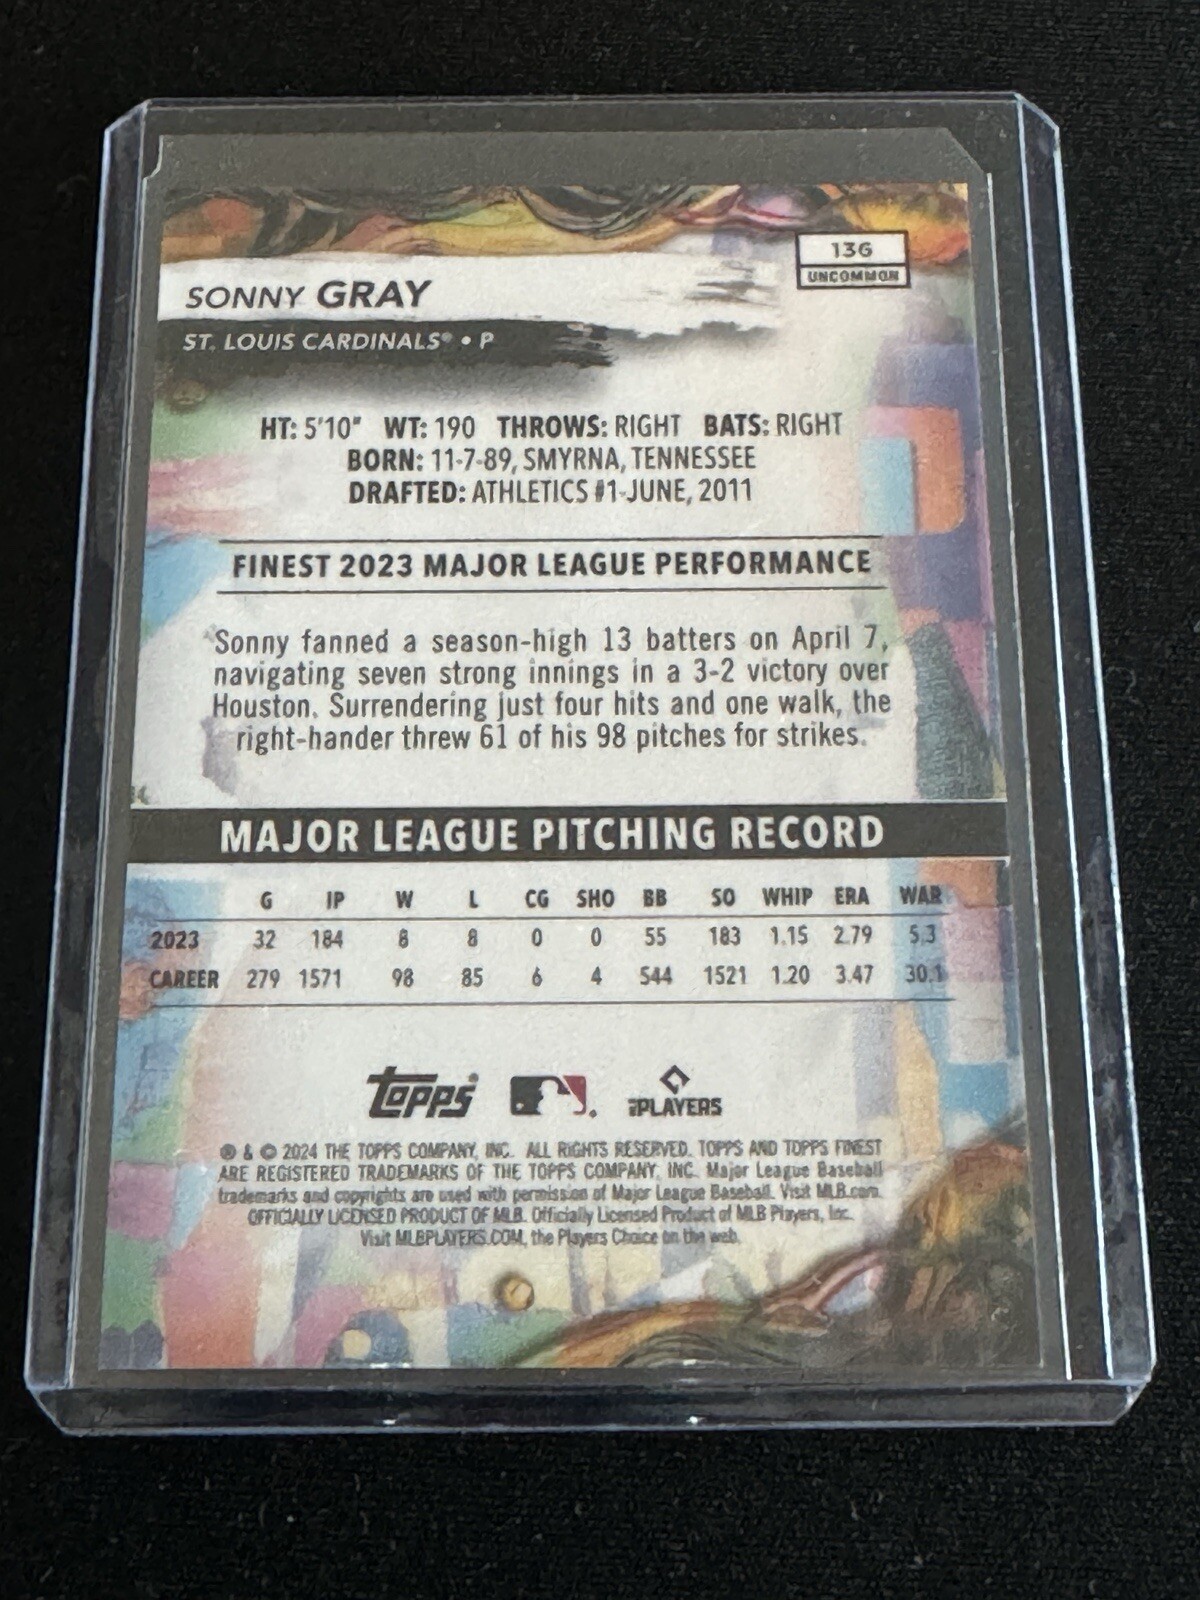 136
UNCOMMON
SONNY GRAY
ST. LOUIS CARDINALS® • P
HT: 5'10" WT: 190 THROWS: RIGHT BATS: RIGHT
BORN: 11-7-89, SMYRNA, TENNESSEE
DRAFTED: ATHLETICS #1-JUNE, 2011
FINEST 2023 MAJOR LEAGUE PERFORMANCE
Sonny fanned a season-high 13 batters on April 7,
navigating seven strong innings in a 3-2 victory over
Houston. Surrendering just four hits and one walk, the
right-hander threw 61 of his 98 pitches for strikes.
MAJOR LEAGUE PITCHING RECORD
G IP W L CG SHO BB SO WHIP ERA WAR
2023 32 184 8 8 0 0 55 183 1.15 2.79 5.3
CAREER 279 1571 98 85 6 4 544 1521 1.20 3.47 30.1
TOPPS® PLAYERS
® & © 2024 THE TOPPS COMPANY, INC. ALL RIGHTS RESERVED. TOPPS AND TOPPS FINEST
ARE REGISTERED TRADEMARKS OF THE TOPPS COMPANY, INC. Major League Baseball
trademarks and copyrights are used with permission of Major League Baseball. Visit MLB.com.
OFFICIALLY LICENSED PRODUCT OF MLB. Officially Licensed Product of MLB Players, Inc.
Visit MLBPLAYERS.COM, the Players Choice on the web.